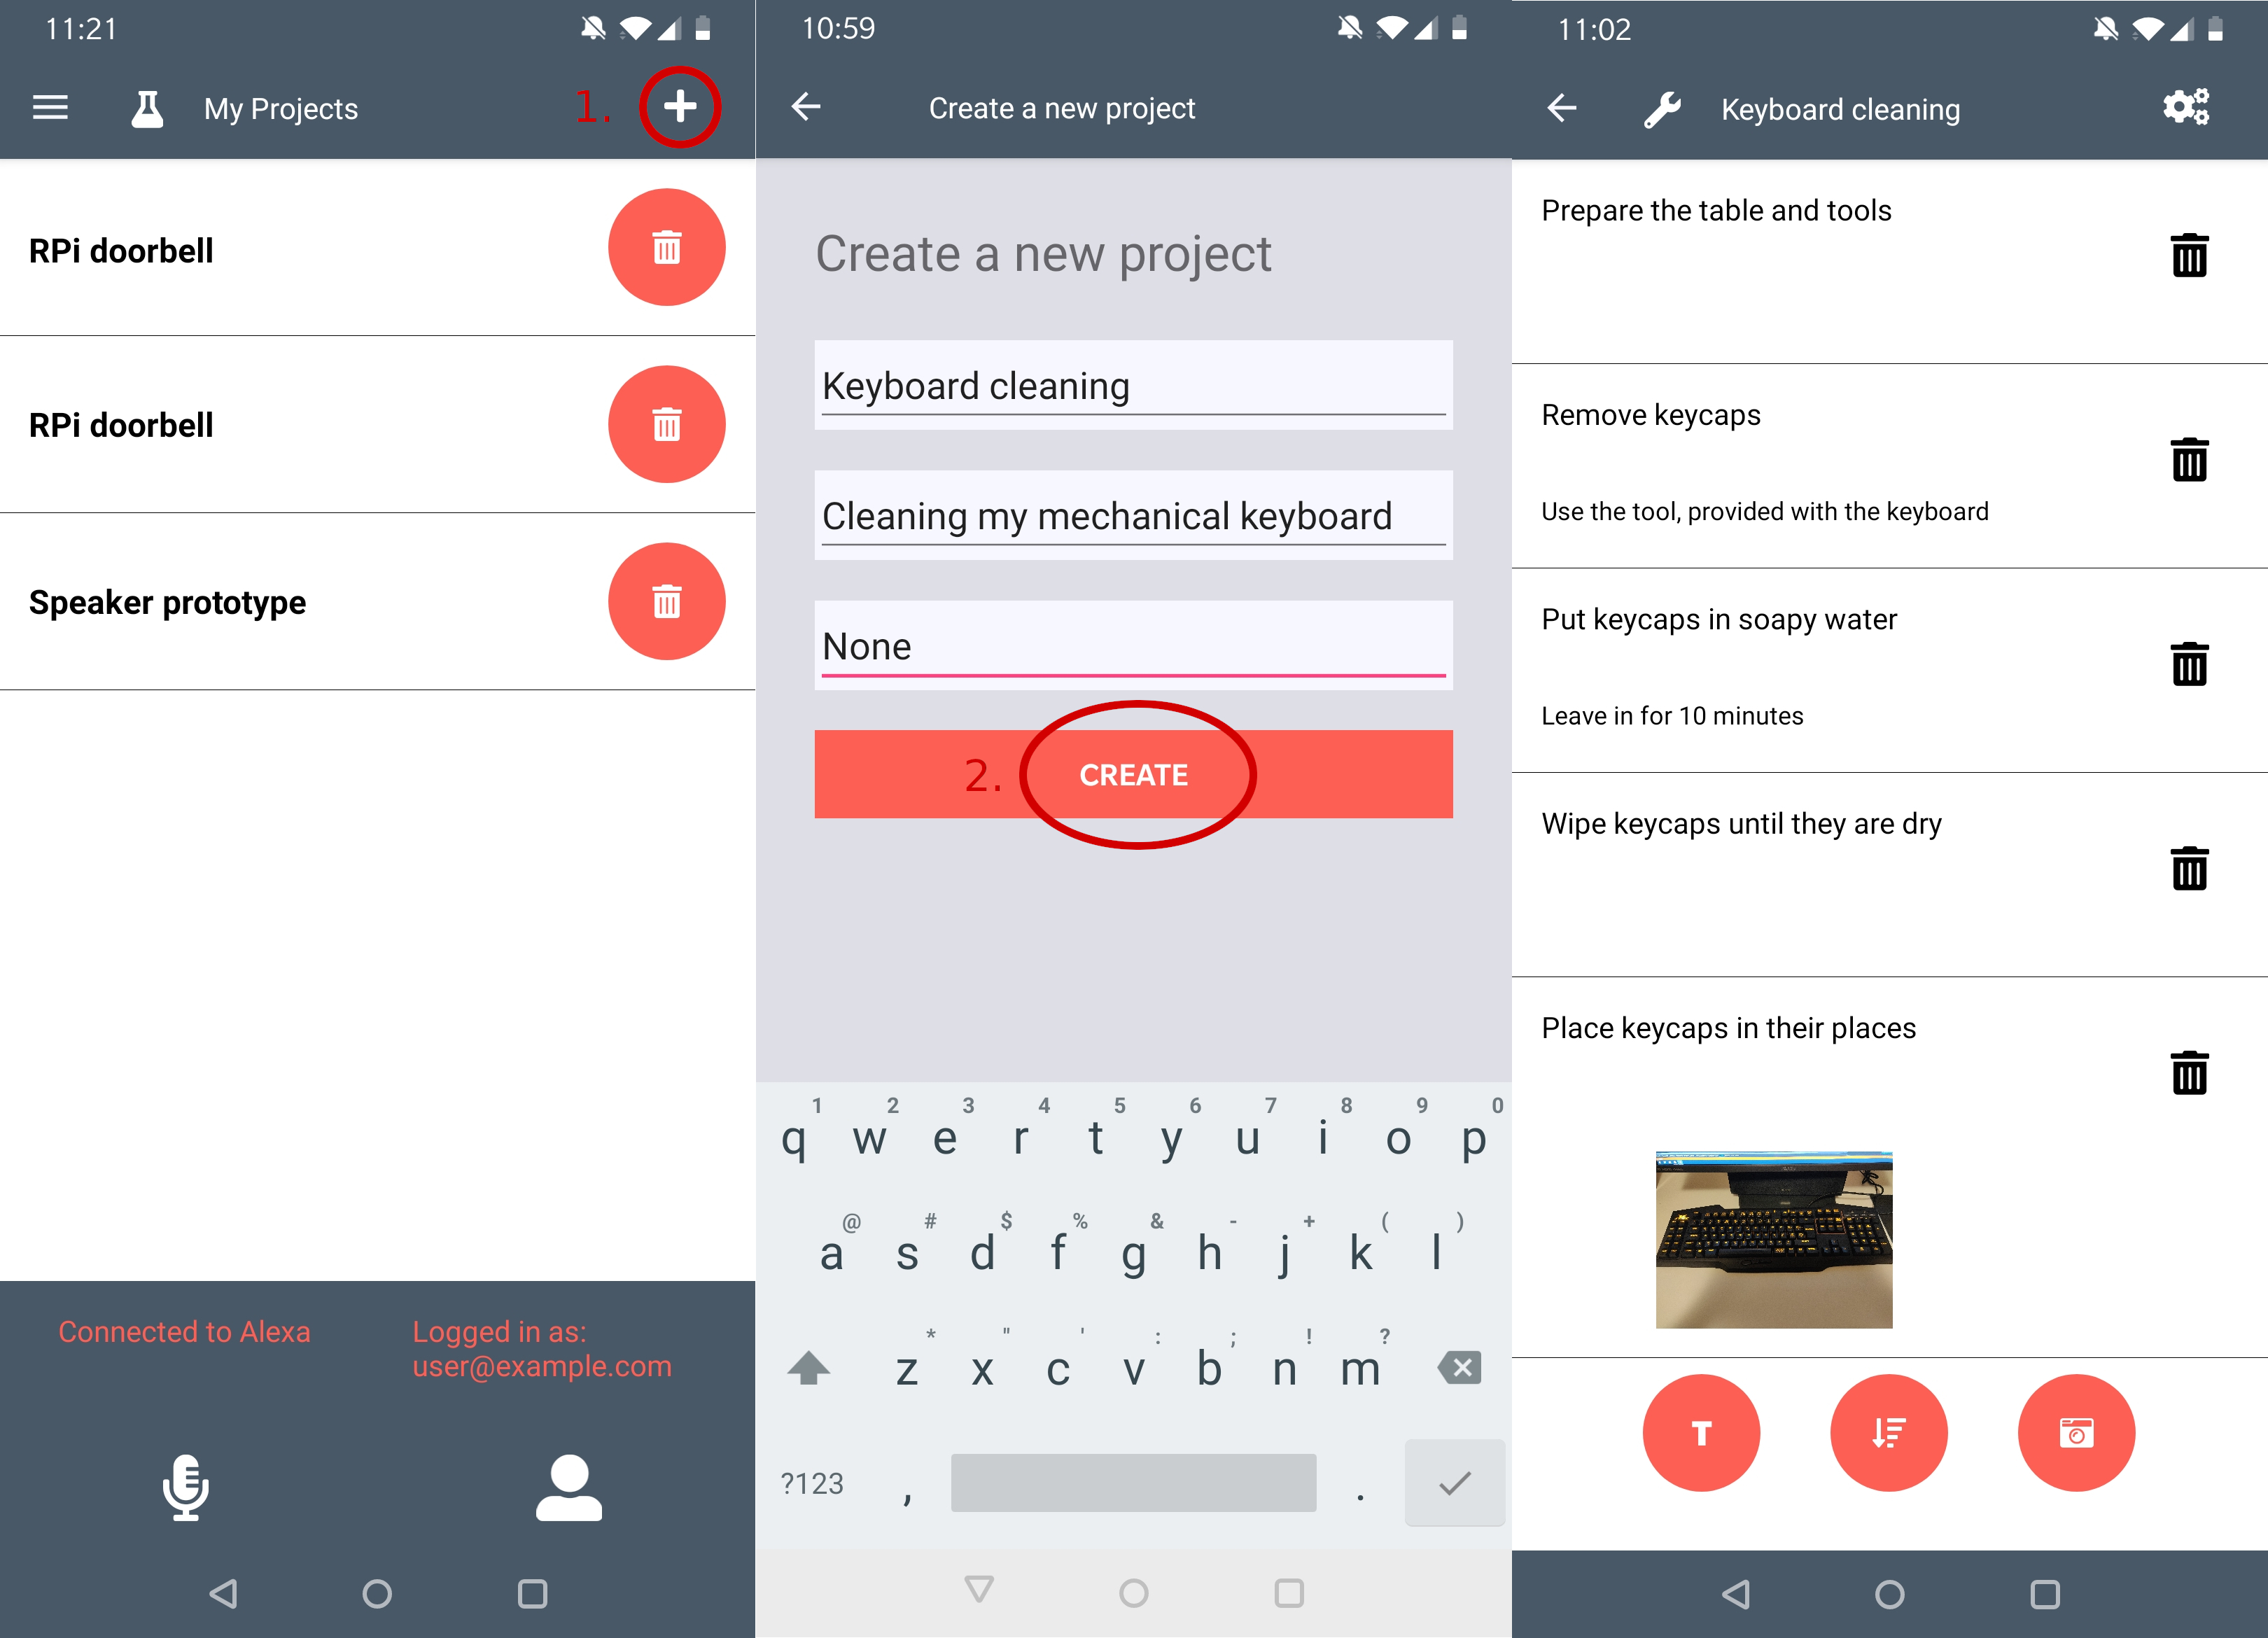 11:21
My Projects
1.
RPi doorbell
RPi doorbell
Speaker prototype
Connected to Alexa
Logged in as:
user@example.com
10:59
Create a new project
Create a new project
Keyboard cleaning
Cleaning my mechanical keyboard
None
2.
CREATE
1 2 3 4 5 6 7 8 9 0
q w e r t y u i o p
@ # $ % & - + ( )
a s d f g h j k l
* " ' : ; ! ?
z x c v b n m
?123 , .
11:02
Keyboard cleaning
Prepare the table and tools
Remove keycaps
Use the tool, provided with the keyboard
Put keycaps in soapy water
Leave in for 10 minutes
Wipe keycaps until they are dry
Place keycaps in their places
T